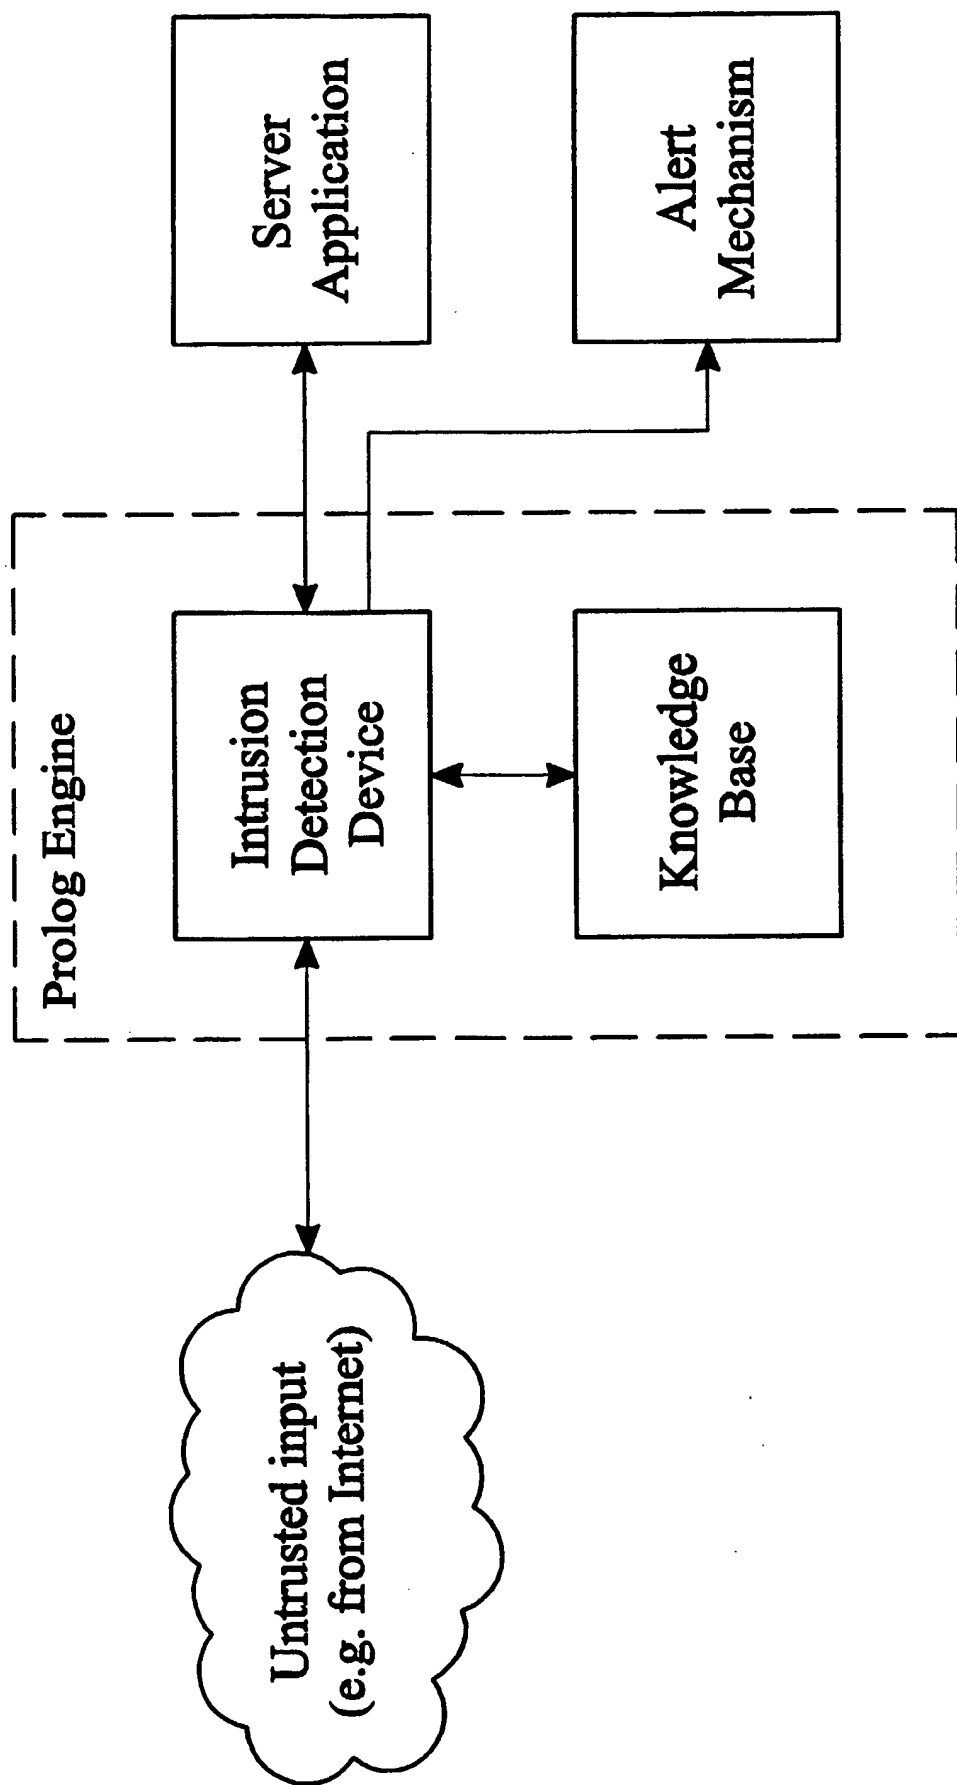 Untrusted input
(e.g. from Internet)
Prolog Engine
Intrusion
Detection
Device
Knowledge
Base
Server
Application
Alert
Mechanism